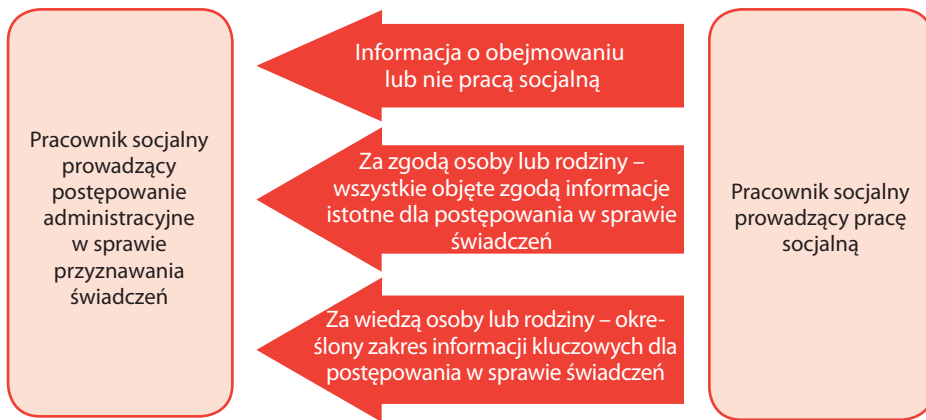 Pracownik socjalny
prowadzący
postępowanie
administracyjne
w sprawie
przyznawania
świadczeń
Informacja o obejmowaniu
lub nie pracą socjalną
Za zgodą osoby lub rodziny –
wszystkie objęte zgodą informacje
istotne dla postępowania w sprawie
świadczeń
Za wiedzą osoby lub rodziny – okre-
ślony zakres informacji kluczowych dla
postępowania w sprawie świadczeń
Pracownik socjalny
prowadzący pracę
socjalną